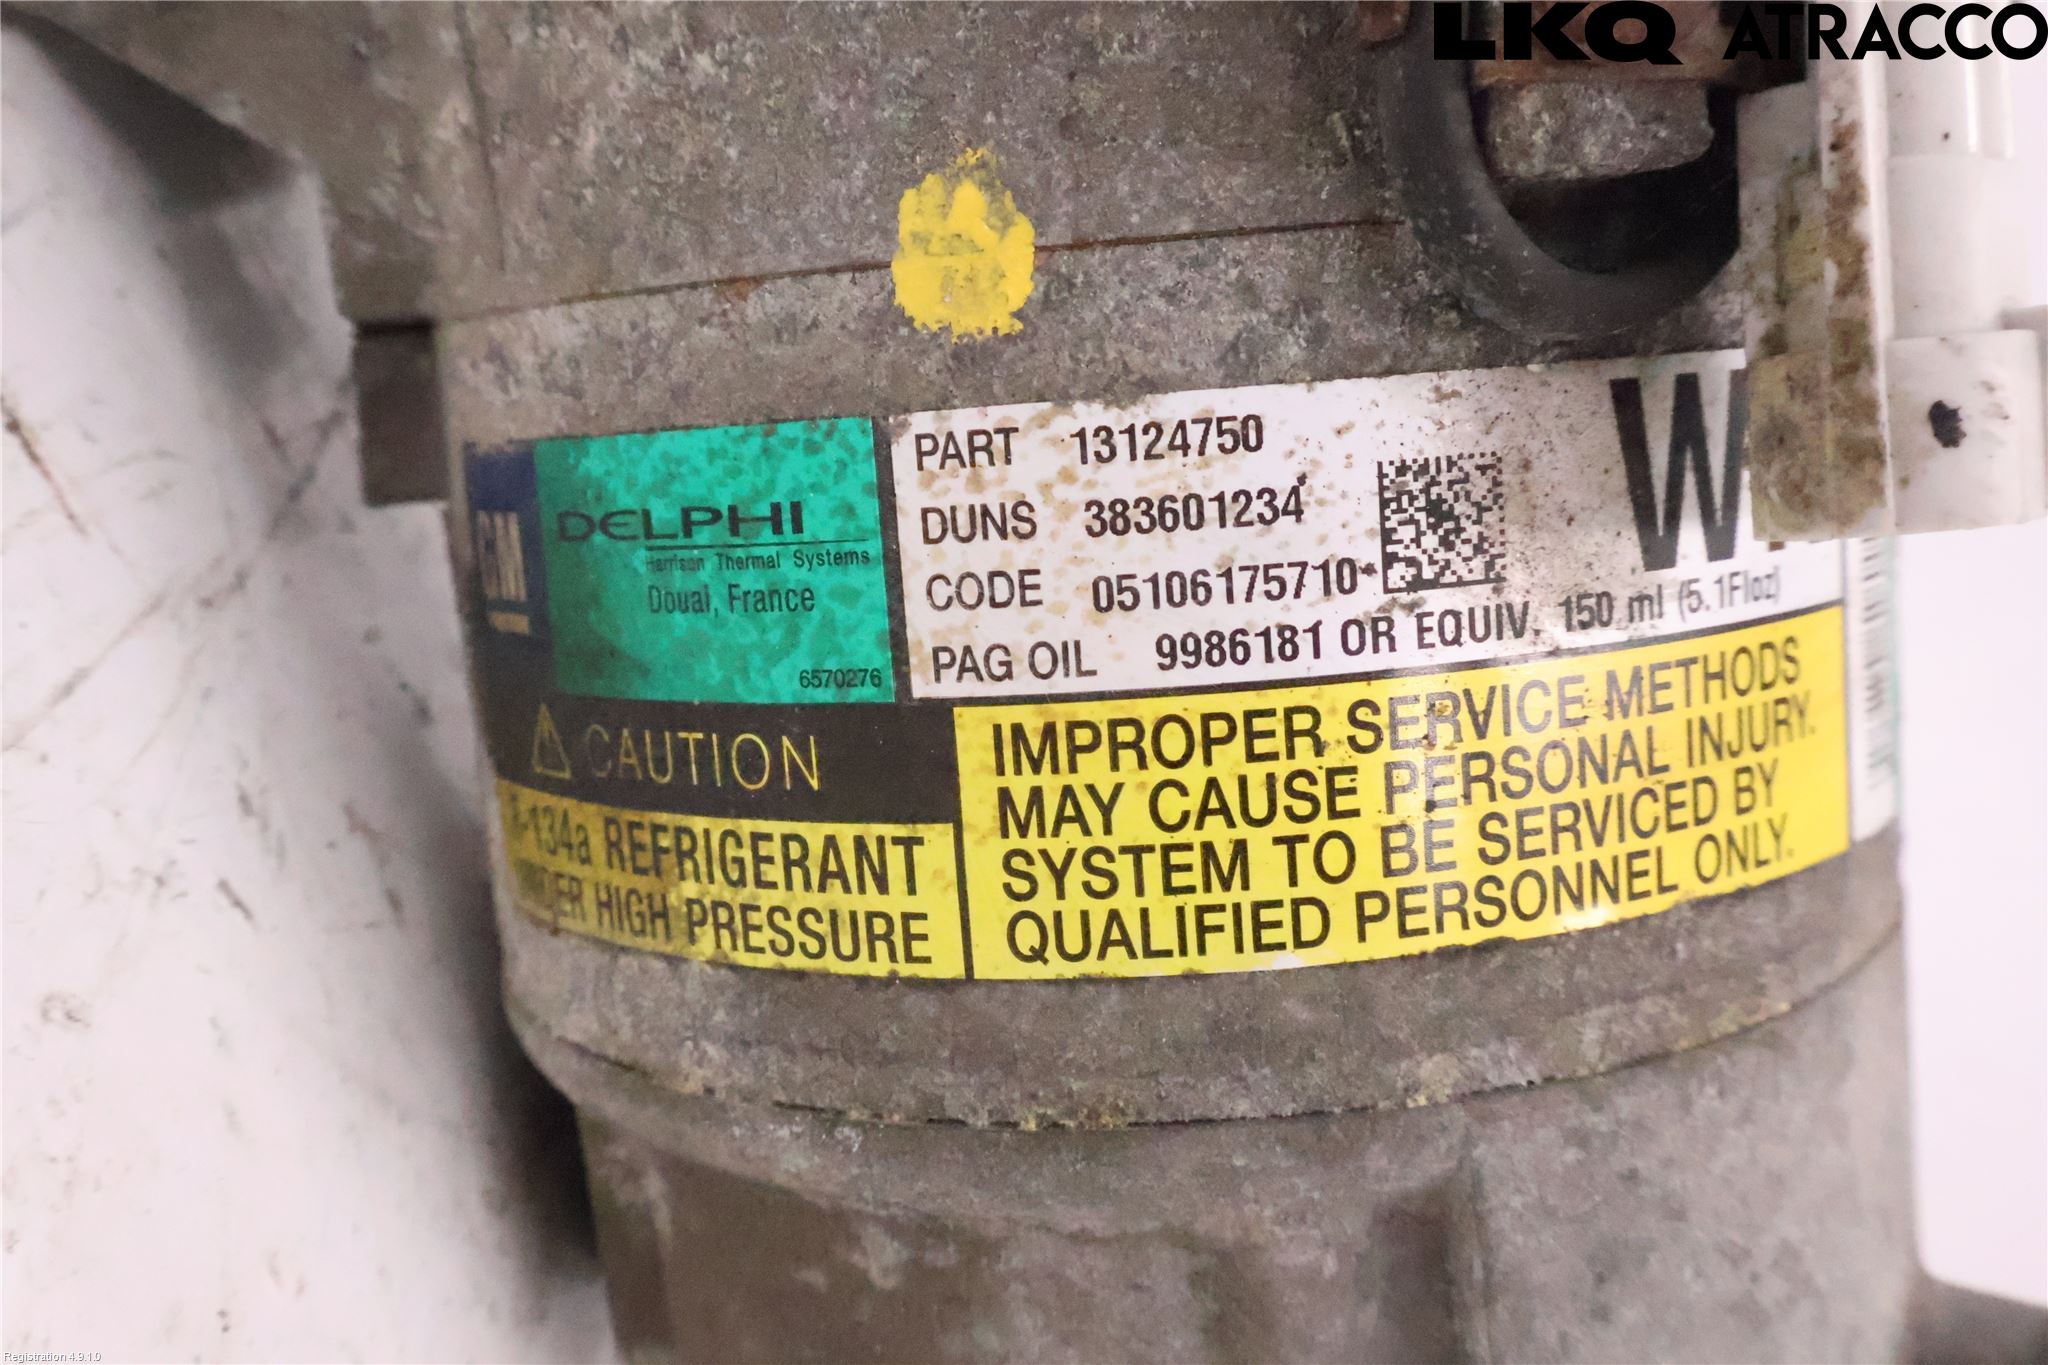 LKQ ATRACCO
GM
DELPHI
Harrison Thermal Systems
Douai, France
6570276
PART 13124750
DUNS 383601234
CODE 05106175710*
PAG OIL 9986181 OR EQUIV. 150 ml (5.1Floz)
W
CAUTION
R-134a REFRIGERANT
UNDER HIGH PRESSURE
IMPROPER SERVICE METHODS
MAY CAUSE PERSONAL INJURY.
SYSTEM TO BE SERVICED BY
QUALIFIED PERSONNEL ONLY.
Registration 4.9.1.0